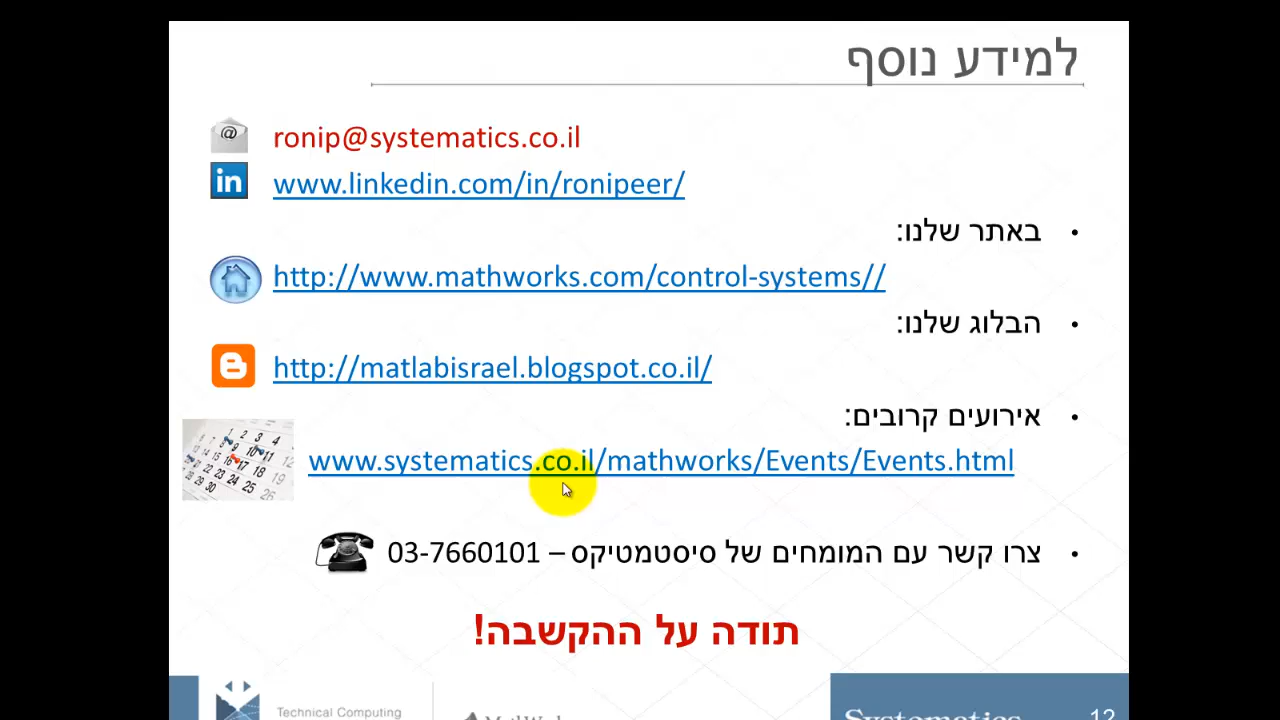 למידע נוסף
ronip@systematics.co.il
www.linkedin.com/in/ronipeer/
• באתר שלנו:
http://www.mathworks.com/control-systems//
• הבלוג שלנו:
http://matlabisrael.blogspot.co.il/
• אירועים קרובים:
www.systematics.co.il/mathworks/Events/Events.html
• צרו קשר עם המומחים של סיסטמטיקס – 03-7660101
תודה על ההקשבה!
Technical Computing
Systematics
12